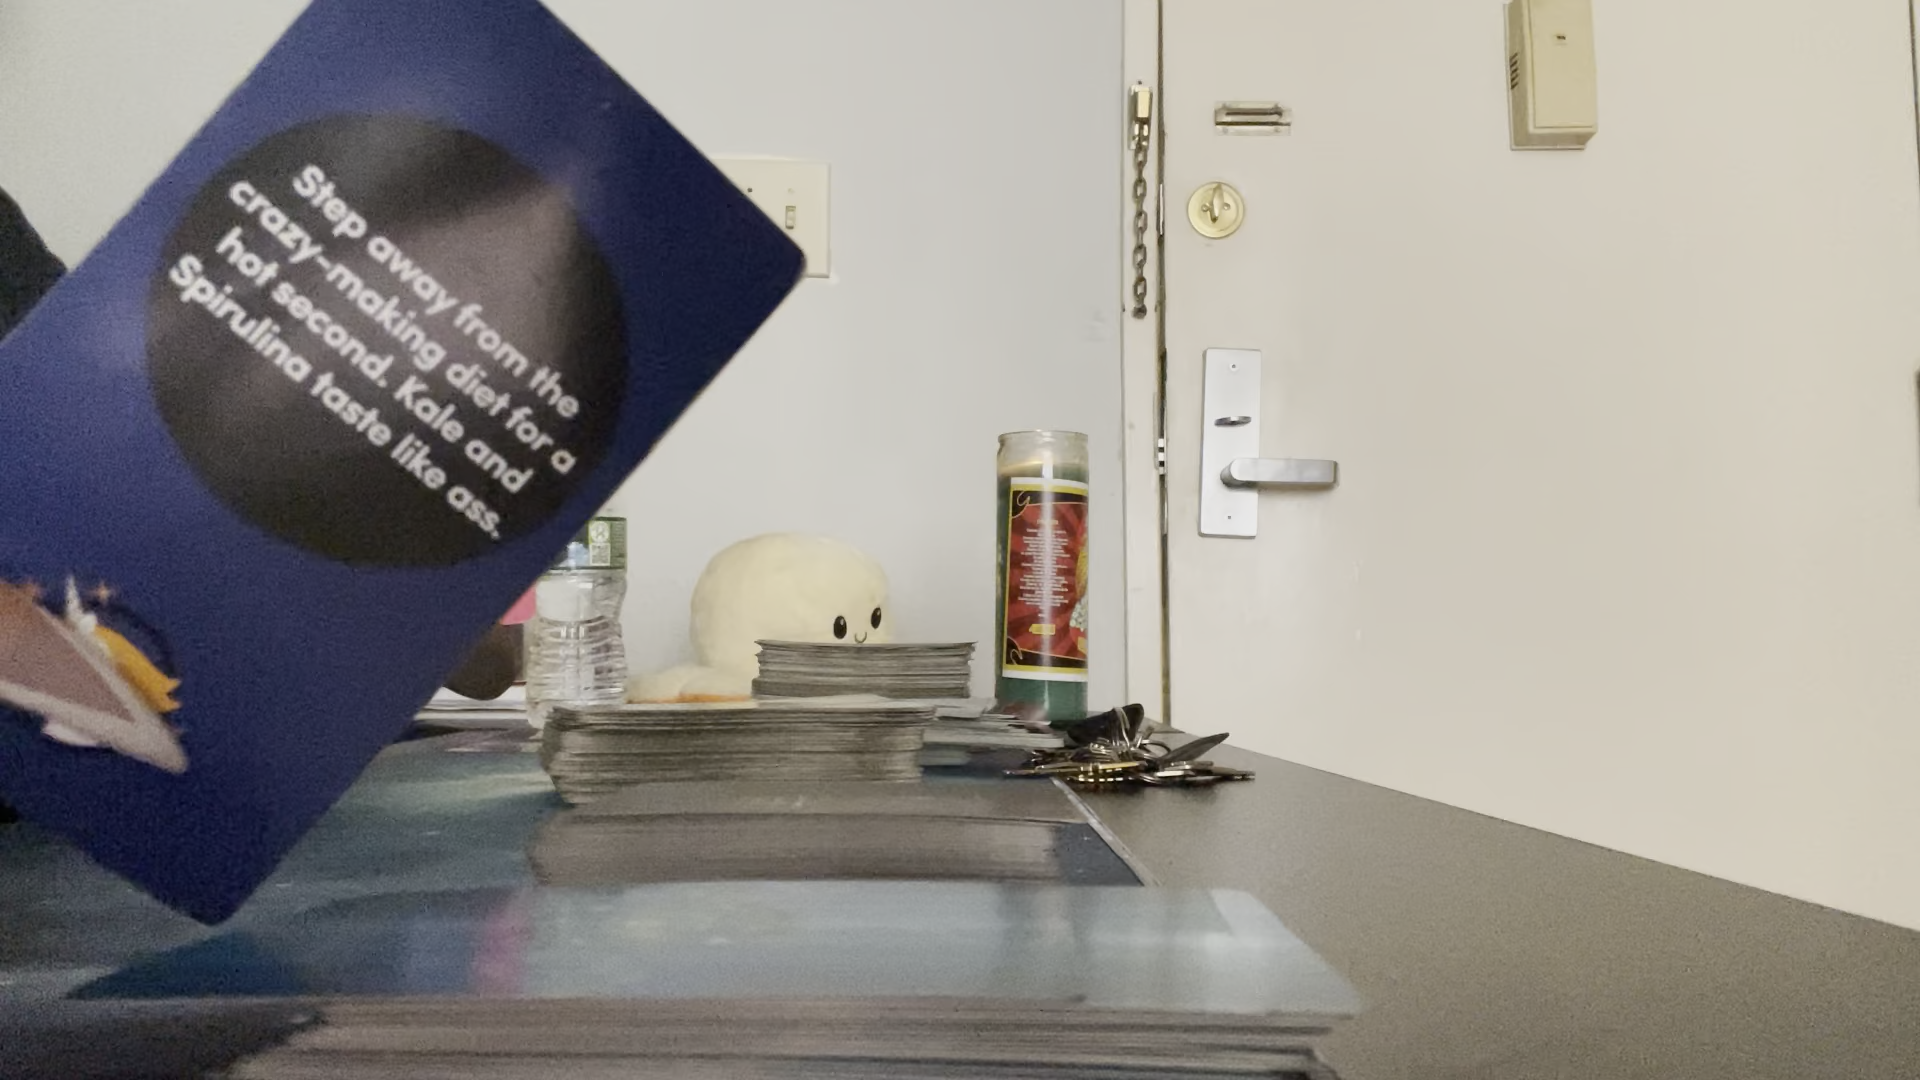 Step away from the
crazy-making diet for a
hot second. Kale and
Spirulina taste like ass.